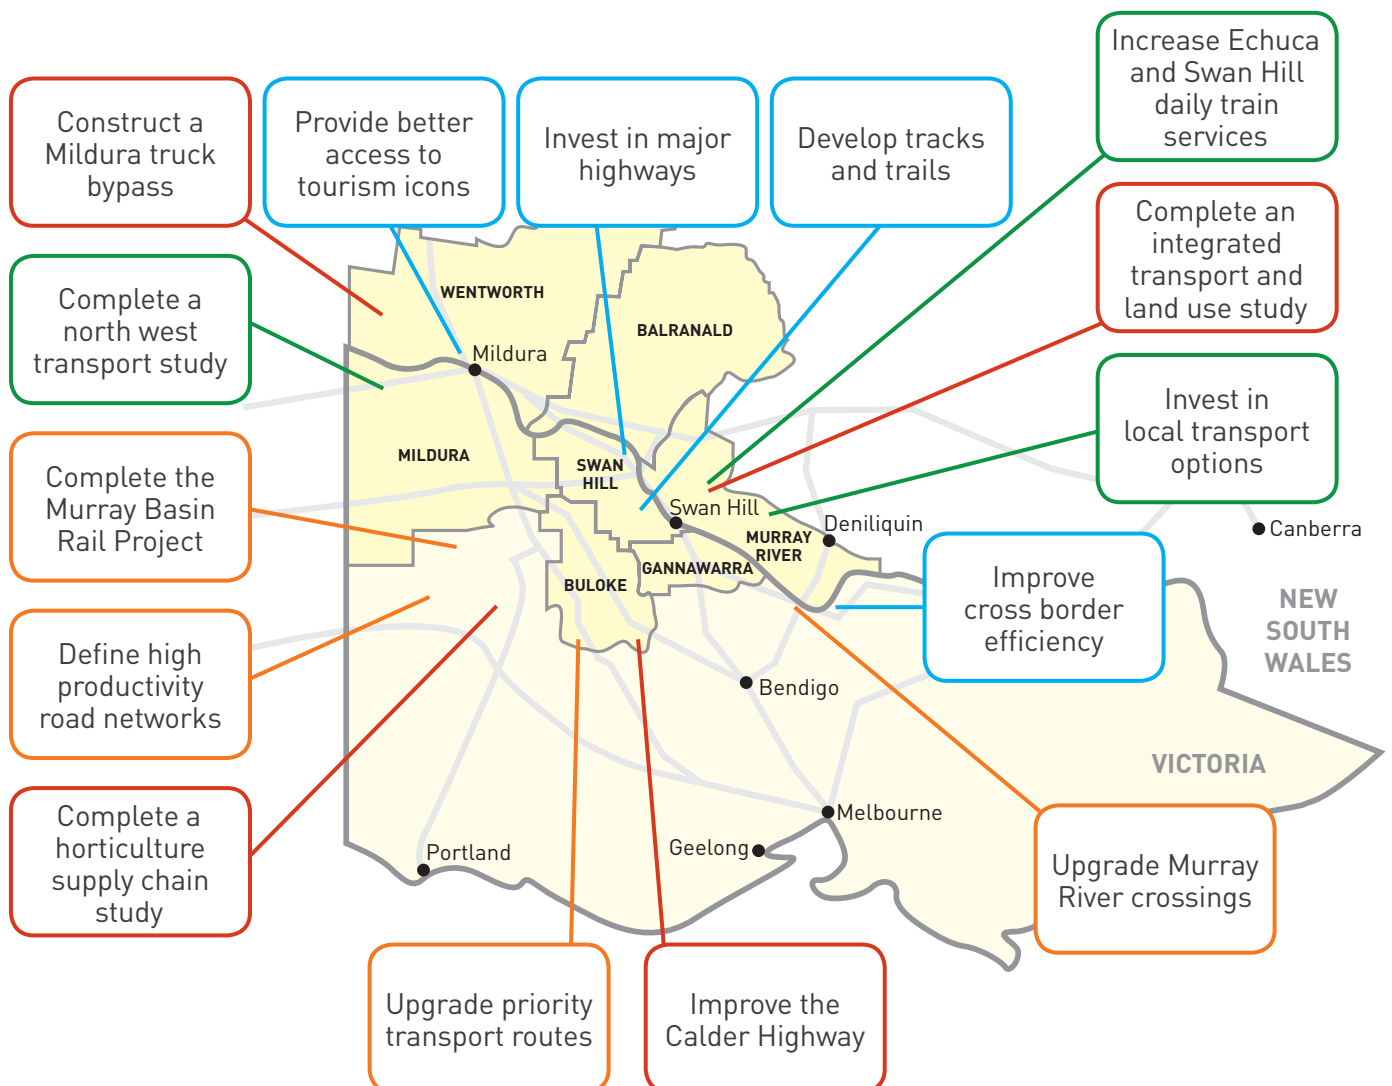 Increase Echuca
and Swan Hill
daily train
services
Construct a
Mildura truck
bypass
Provide better
access to
tourism icons
Invest in major
highways
Develop tracks
and trails
Complete an
integrated
transport and
land use study
Complete a
north west
transport study
WENTWORTH
BALRANALD
Mildura
Invest in
local transport
options
MILDURA
SWAN
HILL
Complete the
Murray Basin
Rail Project
Swan Hill
Deniliquin
Canberra
MURRAY
RIVER
GANNAWARRA
BULOKE
Improve
cross border
efficiency
NEW
SOUTH
WALES
Define high
productivity
road networks
Bendigo
VICTORIA
Complete a
horticulture
supply chain
study
Melbourne
Geelong
Portland
Upgrade Murray
River crossings
Upgrade priority
transport routes
Improve the
Calder Highway